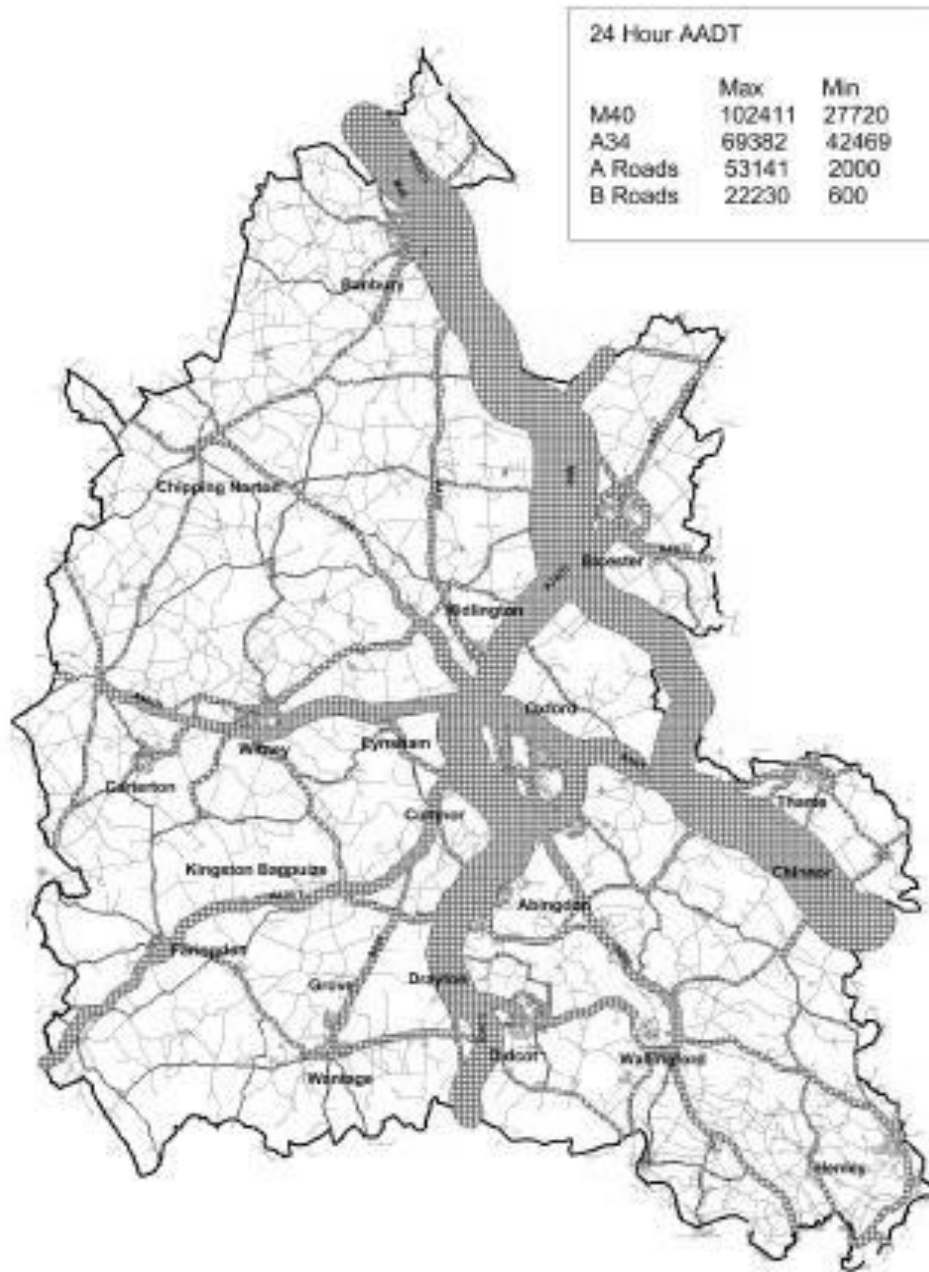 24 Hour AADT
Max Min
M40 102411 27720
A34 69382 42469
A Roads 53141 2000
B Roads 22230 600
Banbury
Chipping Norton
Bicester
Kidlington
Oxford
Witney
Eynsham
Carterton
Cumnor
Thame
Chinnor
Kingston Bagpuize
Abingdon
Faringdon
Grove
Drayton
Didcot
Wallingford
Wantage
Henley